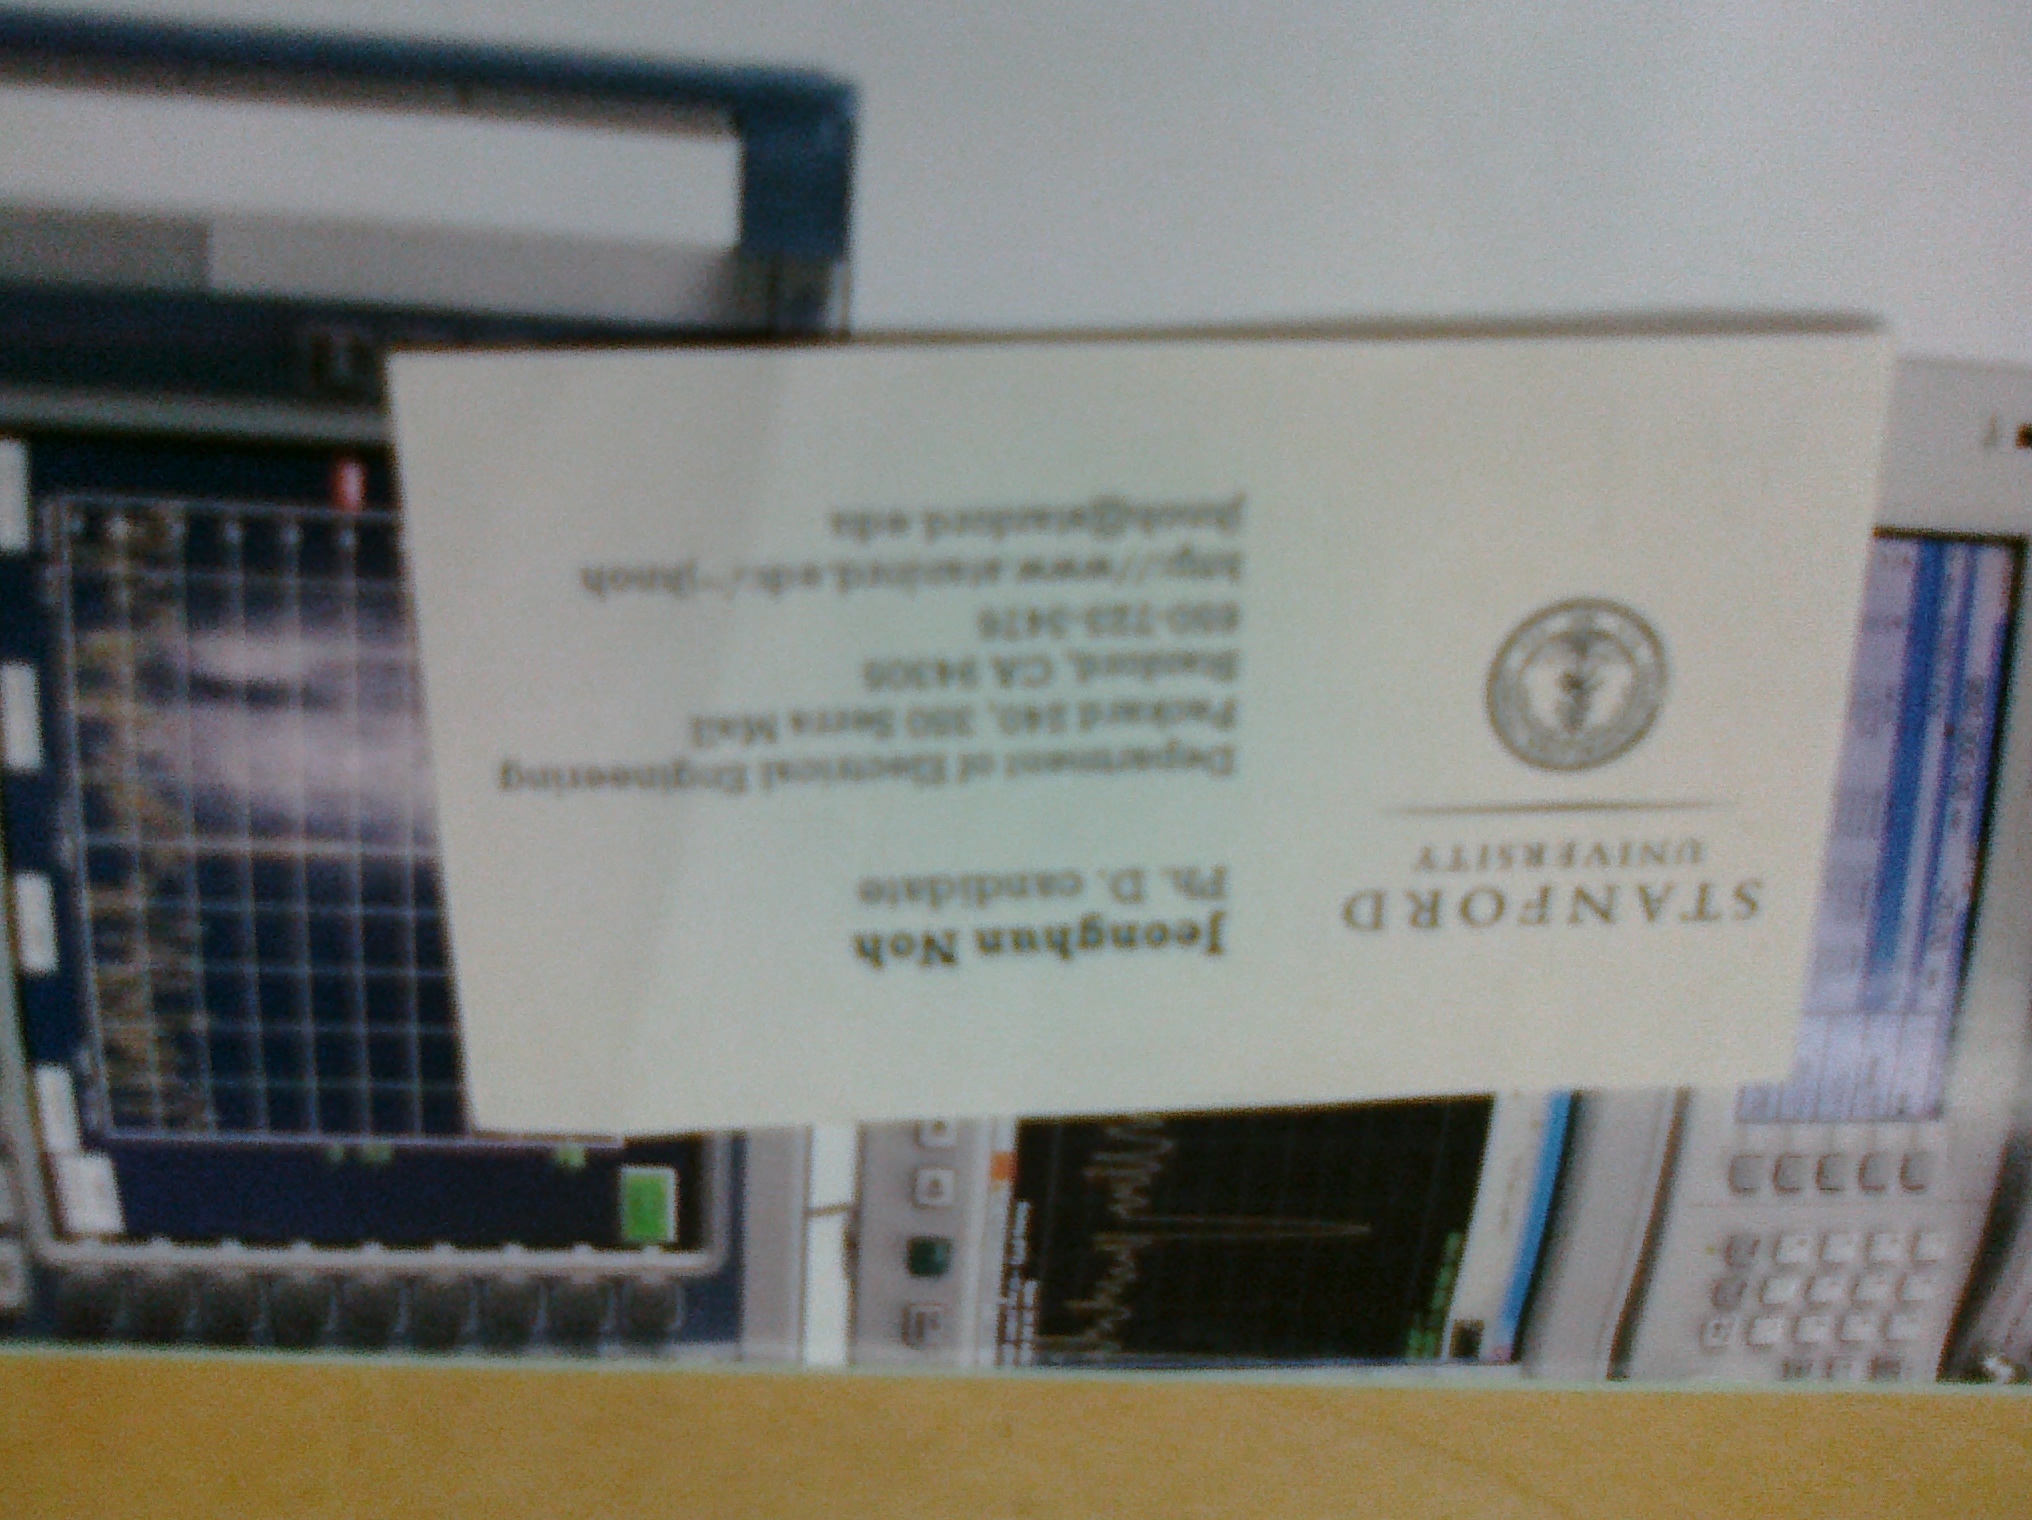 STANFORD
UNIVERSITY
Jeonghun Noh
Ph. D. candidate
Department of Electrical Engineering
Packard 240, 350 Serra Mall
Stanford, CA 94305
650-723-3476
http://www.stanford.edu/~jhnoh
jhnoh@stanford.edu